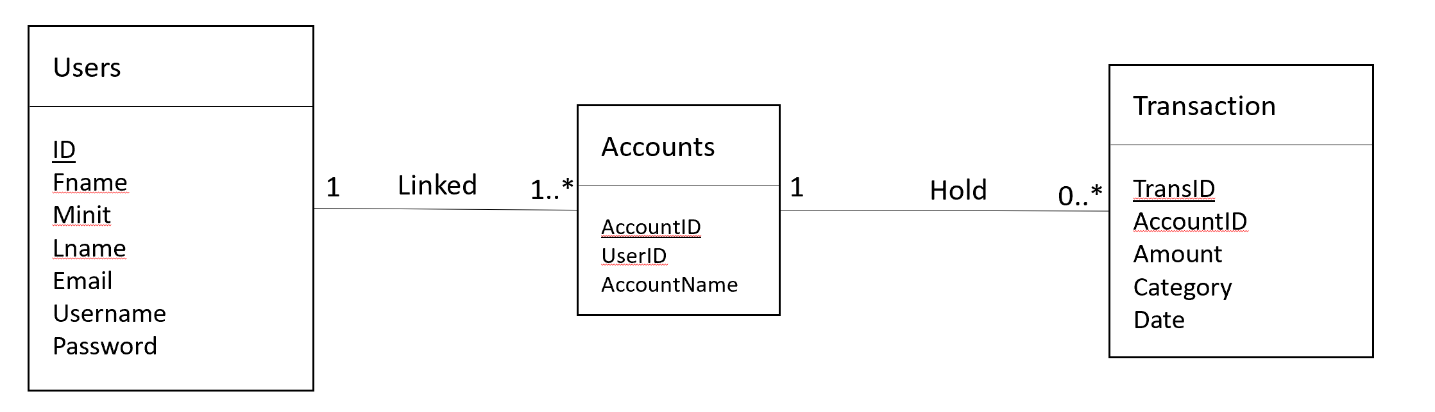 Users
ID
Fname
Minit
Lname
Email
Username
Password
1
Linked
1..*
Accounts
AccountID
UserID
AccountName
1
Hold
0..*
Transaction
TransID
AccountID
Amount
Category
Date